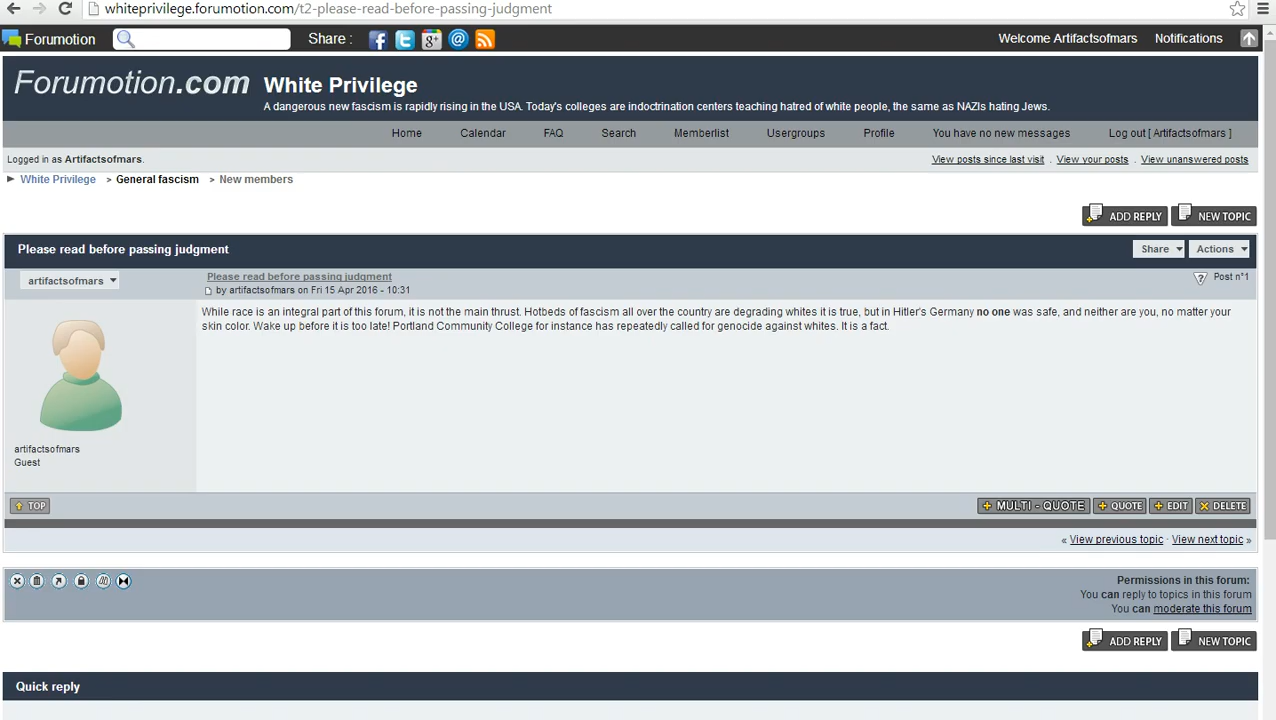 whiteprivilege.forumotion.com/t2-please-read-before-passing-judgment
Forumotion Share : Welcome Artifactsofmars Notifications
Forumotion.com White Privilege
A dangerous new fascism is rapidly rising in the USA. Today's colleges are indoctrination centers teaching hatred of white people, the same as NAZIs hating Jews.
Home Calendar FAQ Search Memberlist Usergroups Profile You have no new messages Log out [ Artifactsofmars ]
Logged in as Artifactsofmars. View posts since last visit . View your posts . View unanswered posts
White Privilege > General fascism > New members
ADD REPLY NEW TOPIC
Please read before passing judgment Share Actions
artifactsofmars Please read before passing judgment Post n°1
by artifactsofmars on Fri 15 Apr 2016 - 10:31
While race is an integral part of this forum, it is not the main thrust. Hotbeds of fascism all over the country are degrading whites it is true, but in Hitler's Germany no one was safe, and neither are you, no matter your
skin color. Wake up before it is too late! Portland Community College for instance has repeatedly called for genocide against whites. It is a fact.
artifactsofmars
Guest
TOP MULTI - QUOTE QUOTE EDIT DELETE
« View previous topic · View next topic »
Permissions in this forum:
You can reply to topics in this forum
You can moderate this forum
ADD REPLY NEW TOPIC
Quick reply